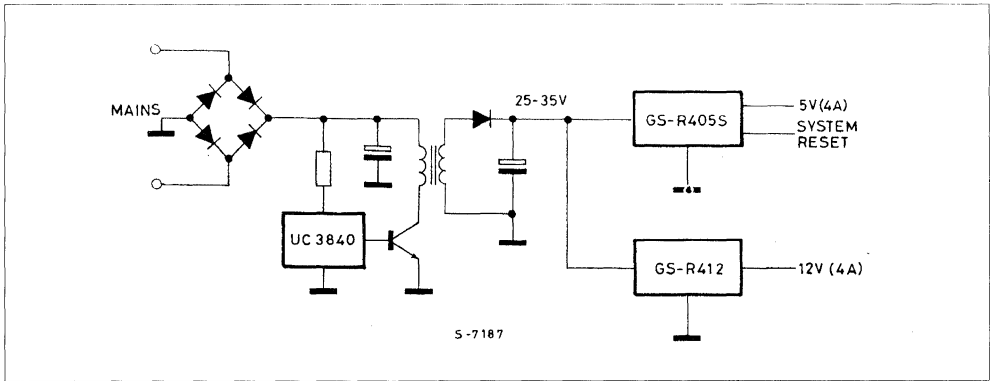 MAINS
UC 3840
25-35V
GS-R405S
5V(4A)
SYSTEM
RESET
GS-R412
12V (4A)
S-7187